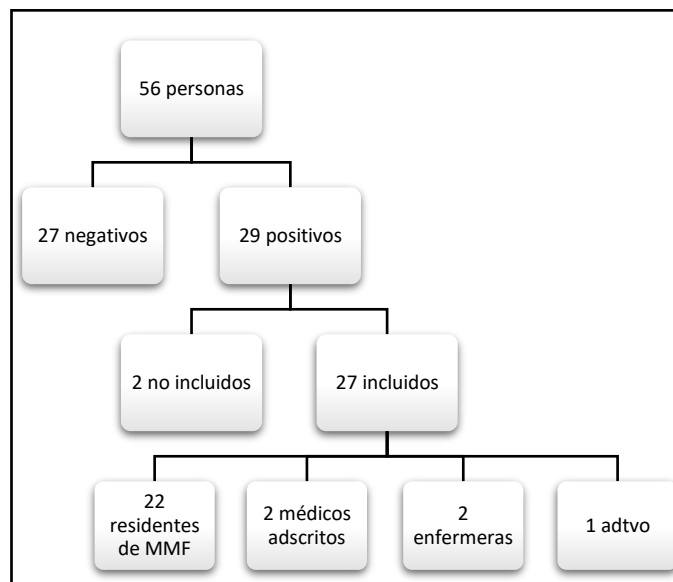 56 personas
27 negativos
29 positivos
2 no incluidos
27 incluidos
22
residentes
de MMF
2 médicos
adscritos
2
enfermeras
1 adtvo